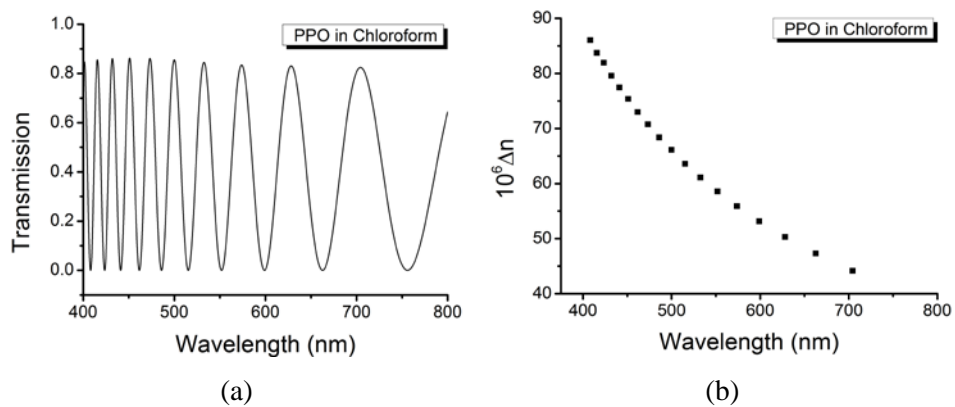 PPO in Chloroform
1.0
0.8
0.6
0.4
0.2
0.0
Transmission
400 500 600 700 800
Wavelength (nm)
(a)
PPO in Chloroform
90
80
70
60
50
40
10⁶Δn
400 500 600 700 800
Wavelength (nm)
(b)